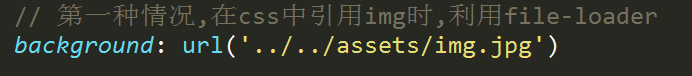 // 第一种情况,在css中引用img时,利用file-loader
background: url('../../assets/img.jpg')